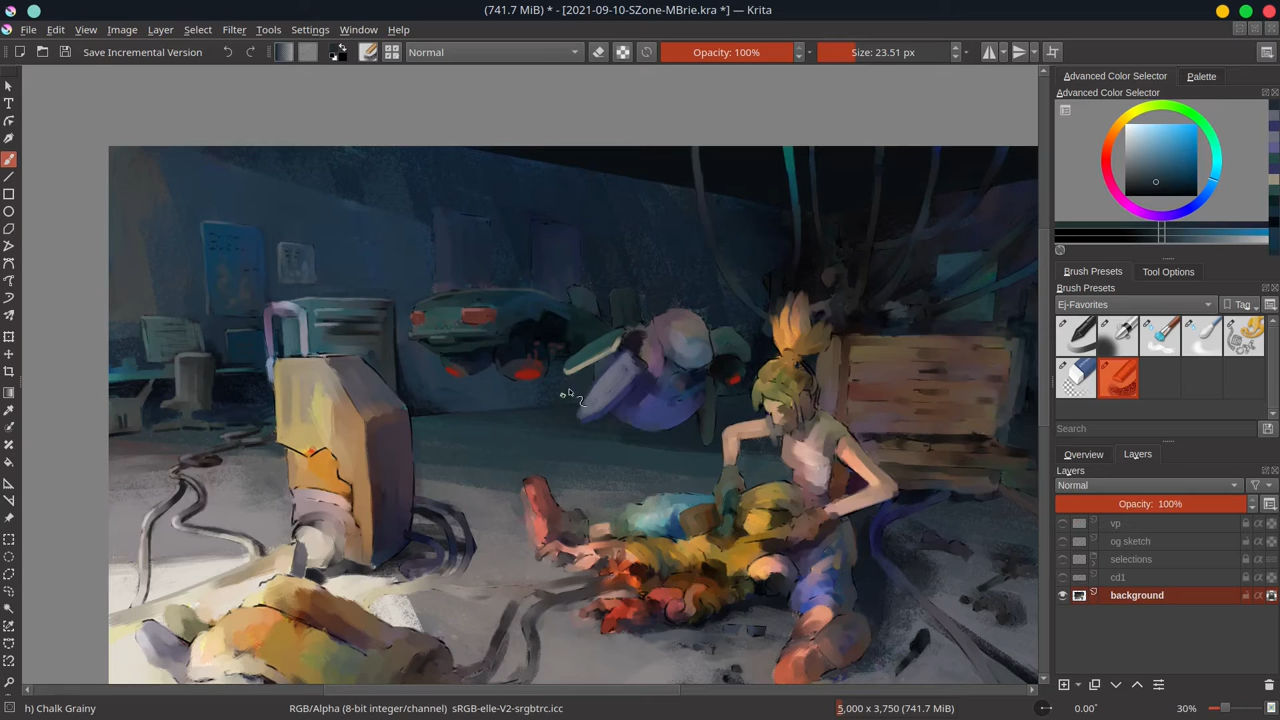 (741.7 MiB) * - [2021-09-10-SZone-MBrie.kra *] — Krita
File Edit View Image Layer Select Filter Tools Settings Window Help
Save Incremental Version Normal Opacity: 100% Size: 23.51 px
Advanced Color Selector Palette
Advanced Color Selector
Brush Presets Tool Options
Brush Presets
Ej-Favorites Tag
Search
Overview Layers
Layers
Normal
Opacity: 100%
vp
og sketch
selections
cd1
background
h) Chalk Grainy RGB/Alpha (8-bit integer/channel) sRGB-elle-V2-srgbtrc.icc 5,000 x 3,750 (741.7 MiB) 0.00° 30%